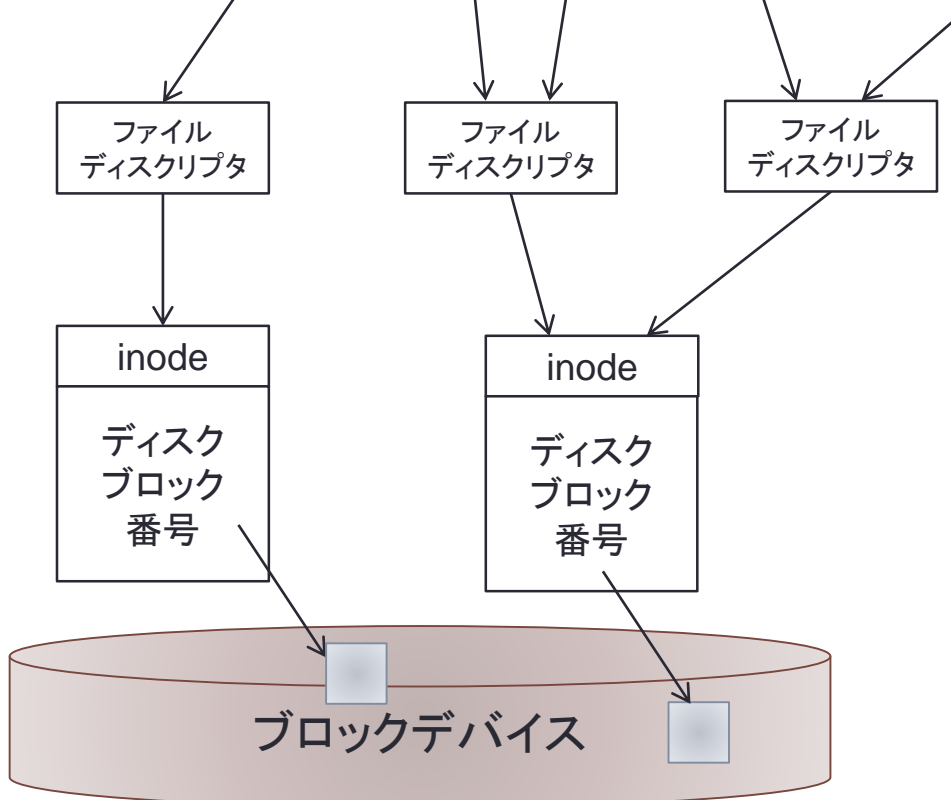 ファイル
ディスクリプタ
ファイル
ディスクリプタ
ファイル
ディスクリプタ
inode
ディスク
ブロック
番号
inode
ディスク
ブロック
番号
ブロックデバイス